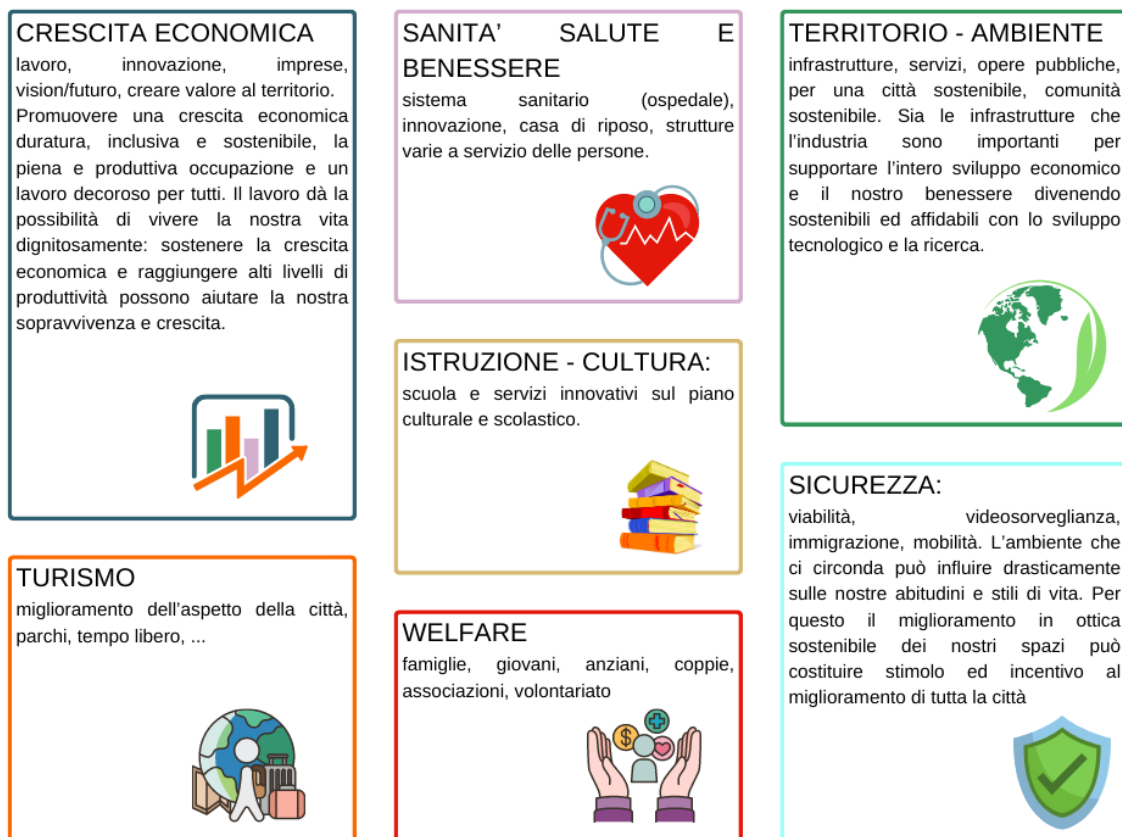 CRESCITA ECONOMICA
lavoro, innovazione, imprese,
vision/futuro, creare valore al territorio.
Promuovere una crescita economica
duratura, inclusiva e sostenibile, la
piena e produttiva occupazione e un
lavoro decoroso per tutti. Il lavoro dà la
possibilità di vivere la nostra vita
dignitosamente: sostenere la crescita
economica e raggiungere alti livelli di
produttività possono aiutare la nostra
sopravvivenza e crescita.
TURISMO
miglioramento dell'aspetto della città,
parchi, tempo libero, ...
SANITA' SALUTE E
BENESSERE
sistema sanitario (ospedale),
innovazione, casa di riposo, strutture
varie a servizio delle persone.
ISTRUZIONE - CULTURA:
scuola e servizi innovativi sul piano
culturale e scolastico.
WELFARE
famiglie, giovani, anziani, coppie,
associazioni, volontariato
$
TERRITORIO - AMBIENTE
infrastrutture, servizi, opere pubbliche,
per una città sostenibile, comunità
sostenibile. Sia le infrastrutture che
l'industria sono importanti per
supportare l'intero sviluppo economico
e il nostro benessere divenendo
sostenibili ed affidabili con lo sviluppo
tecnologico e la ricerca.
SICUREZZA:
viabilità, videosorveglianza,
immigrazione, mobilità. L'ambiente che
ci circonda può influire drasticamente
sulle nostre abitudini e stili di vita. Per
questo il miglioramento in ottica
sostenibile dei nostri spazi può
costituire stimolo ed incentivo al
miglioramento di tutta la città